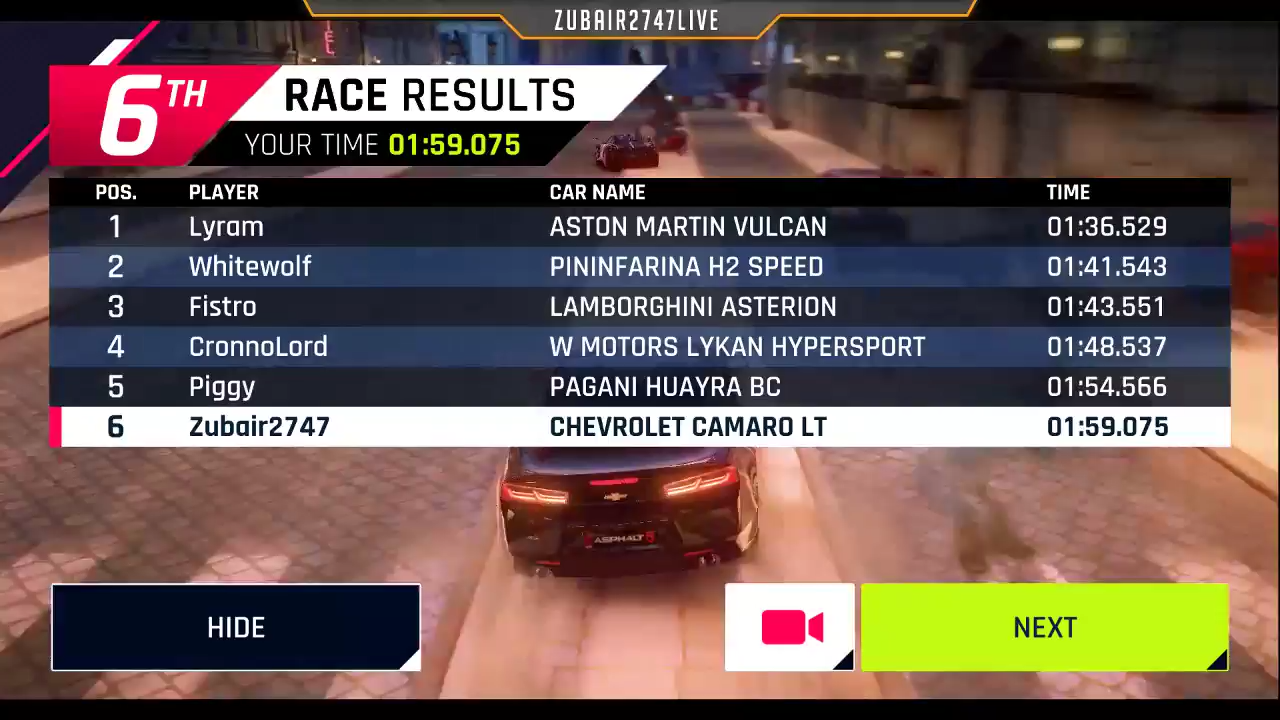 ZUBAIR2747LIVE
6TH
RACE RESULTS
YOUR TIME 01:59.075
POS. PLAYER CAR NAME TIME
1 Lyram ASTON MARTIN VULCAN 01:36.529
2 Whitewolf PININFARINA H2 SPEED 01:41.543
3 Fistro LAMBORGHINI ASTERION 01:43.551
4 CronnoLord W MOTORS LYKAN HYPERSPORT 01:48.537
5 Piggy PAGANI HUAYRA BC 01:54.566
6 Zubair2747 CHEVROLET CAMARO LT 01:59.075
ASPHALT
HIDE
NEXT